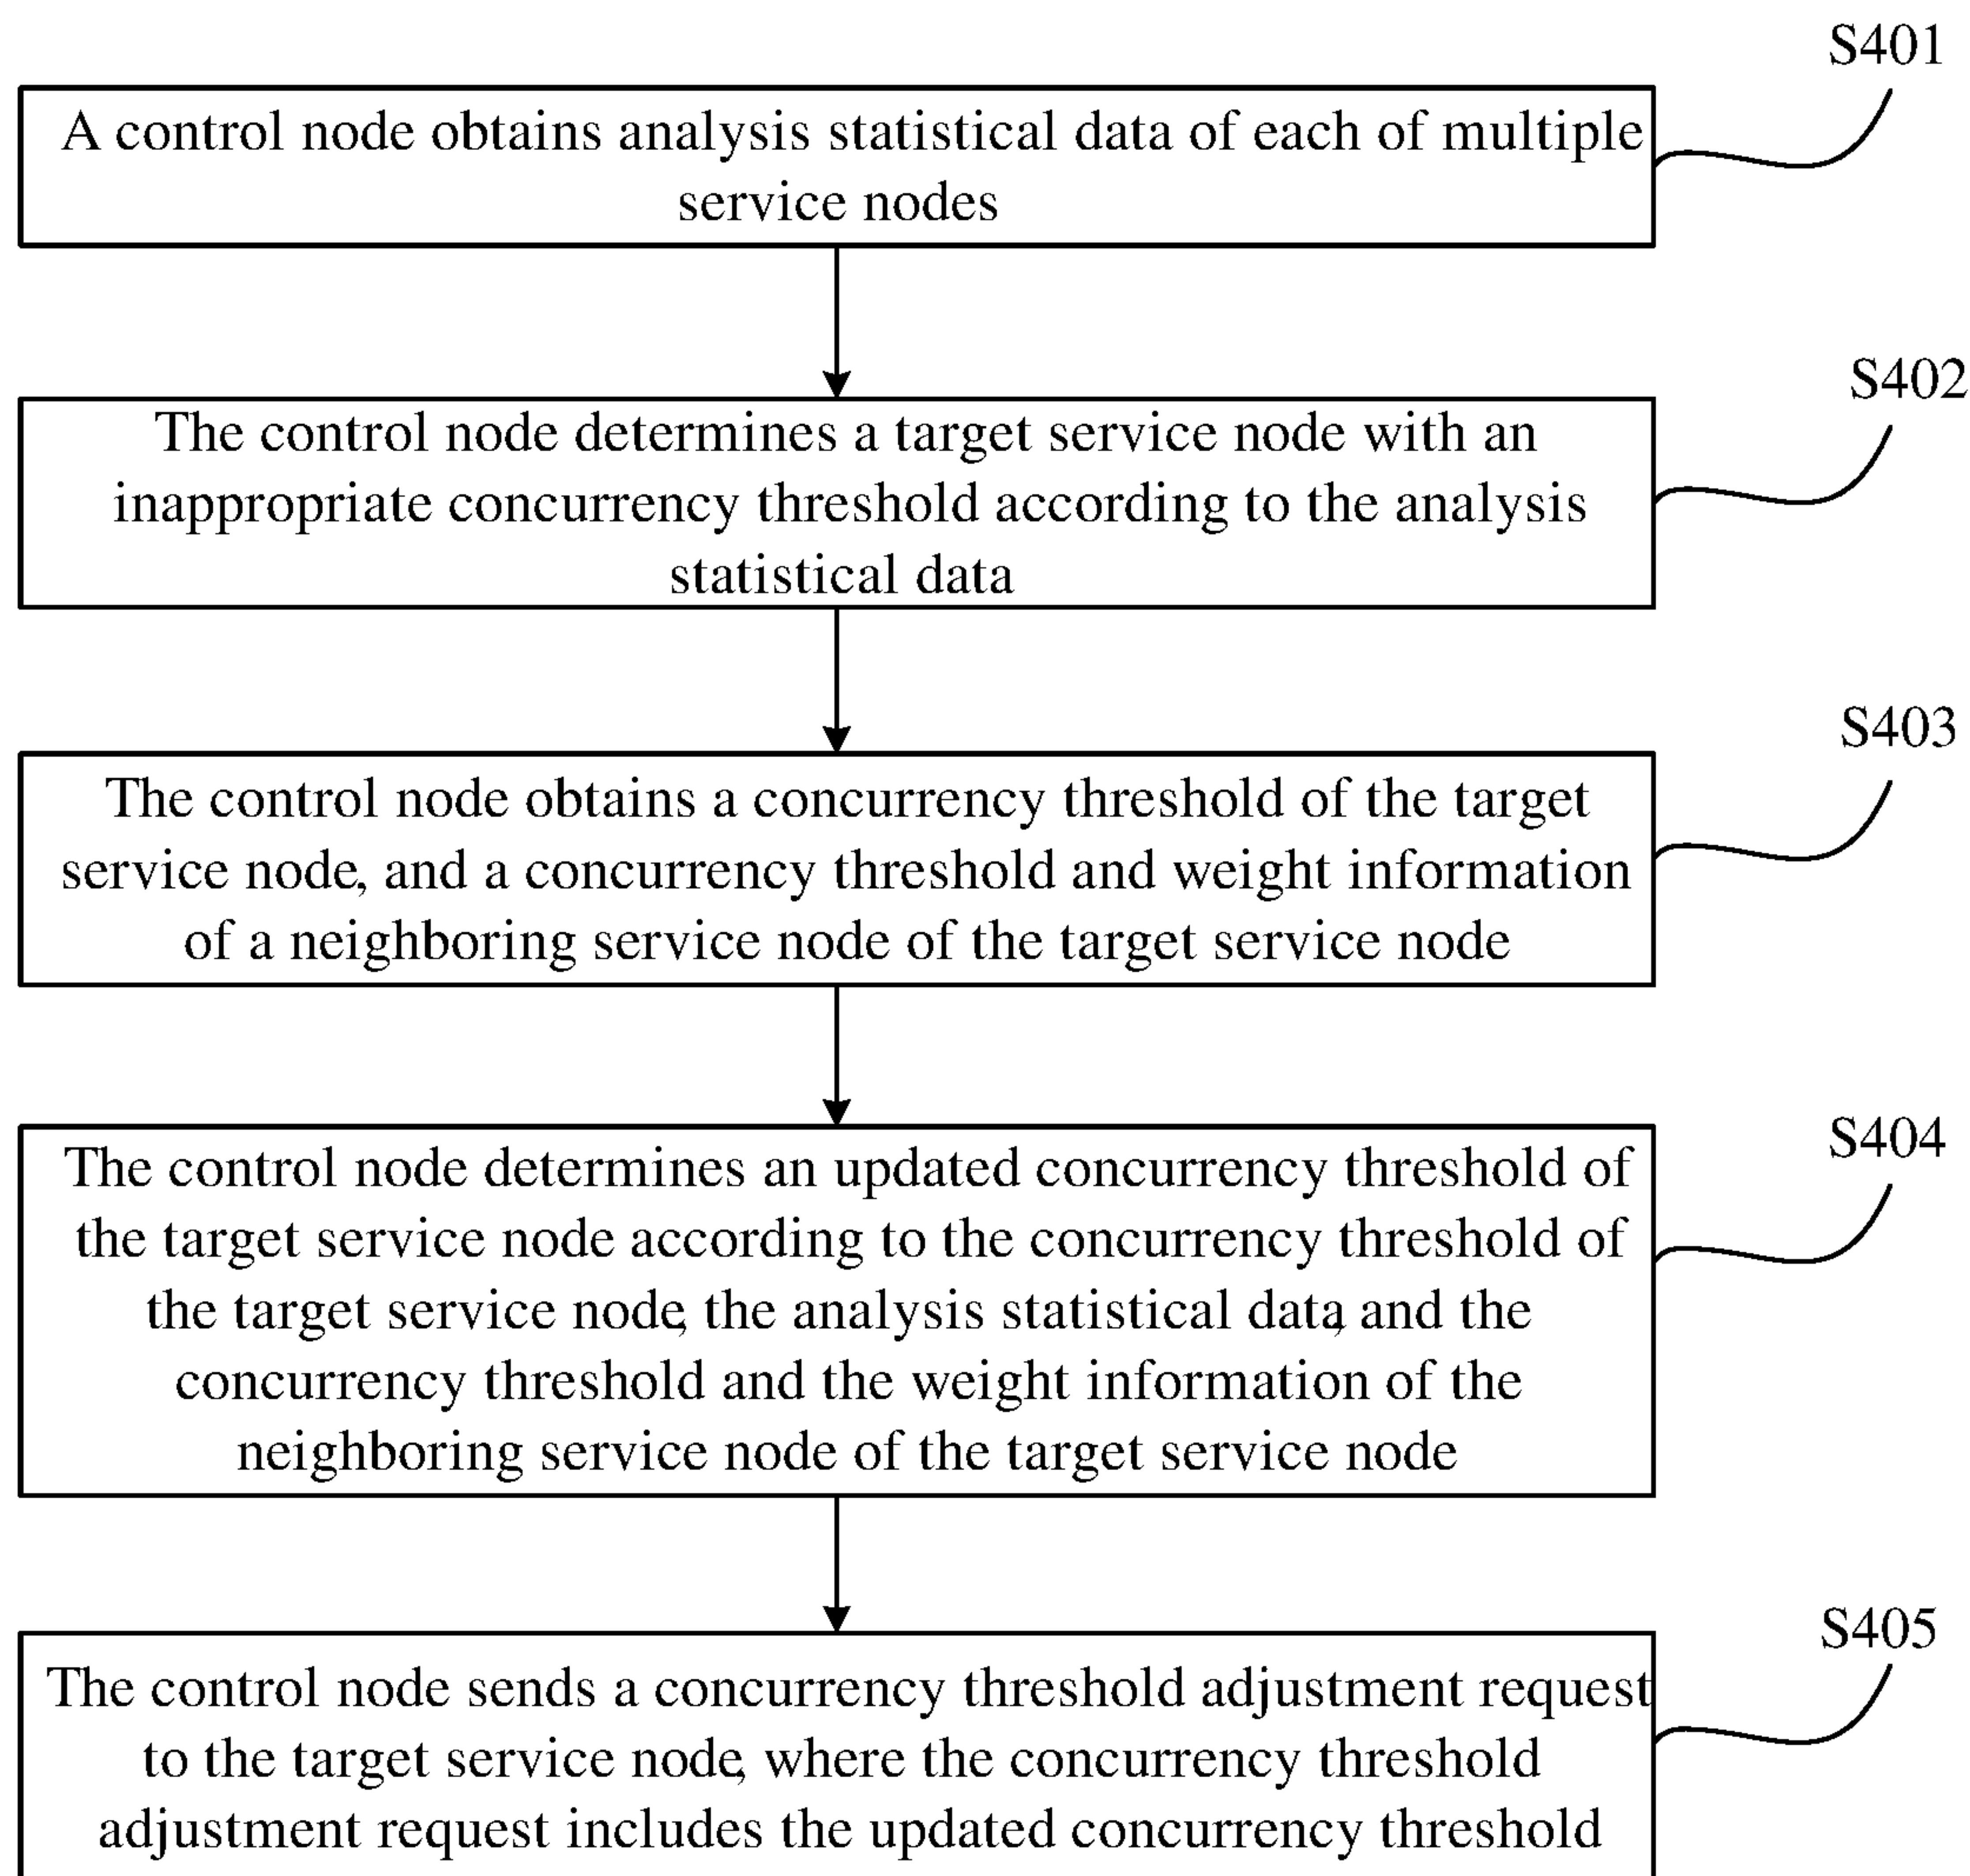 S401
A control node obtains analysis statistical data of each of multiple
service nodes
S402
The control node determines a target service node with an
inappropriate concurrency threshold according to the analysis
statistical data
S403
The control node obtains a concurrency threshold of the target
service node, and a concurrency threshold and weight information
of a neighboring service node of the target service node
S404
The control node determines an updated concurrency threshold of
the target service node according to the concurrency threshold of
the target service node, the analysis statistical data, and the
concurrency threshold and the weight information of the
neighboring service node of the target service node
S405
The control node sends a concurrency threshold adjustment request
to the target service node, where the concurrency threshold
adjustment request includes the updated concurrency threshold